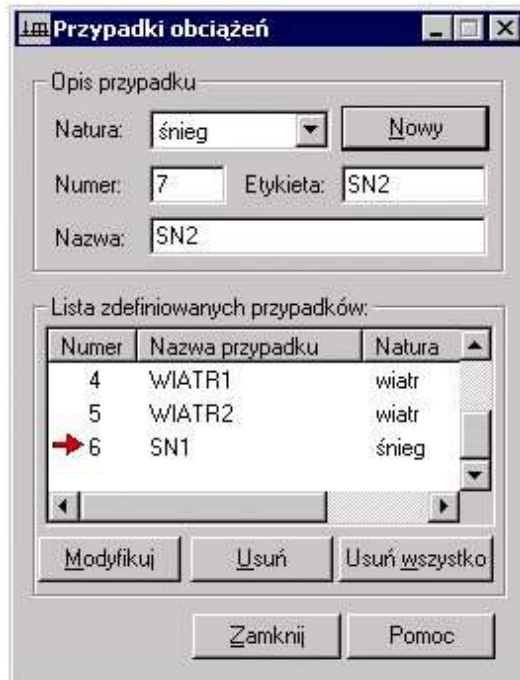 Przypadki obciążeń
Opis przypadku
Natura: śnieg Nowy
Numer: 7 Etykieta: SN2
Nazwa: SN2
Lista zdefiniowanych przypadków:
Numer Nazwa przypadku Natura
4 WIATR1 wiatr
5 WIATR2 wiatr
6 SN1 śnieg
Modyfikuj Usuń Usuń wszystko
Zamknij Pomoc